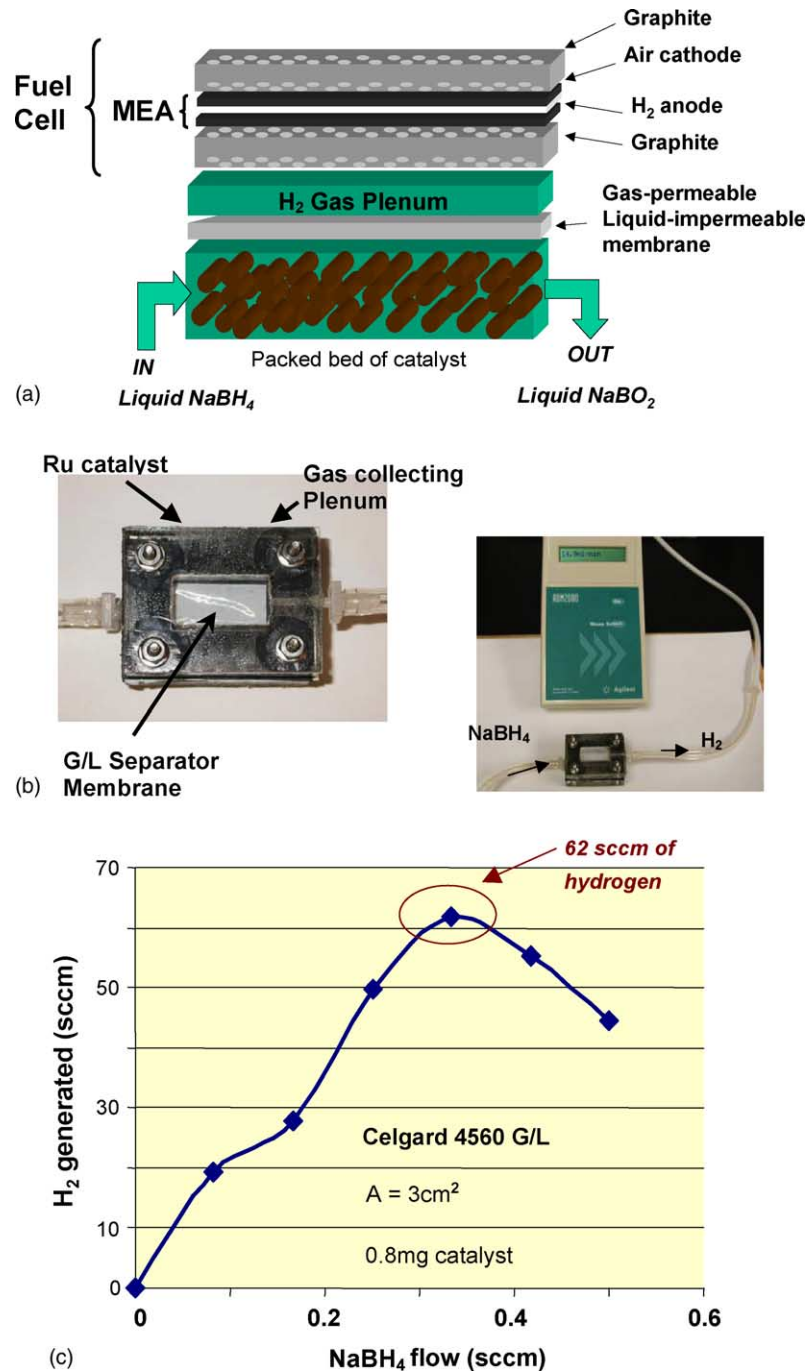 Graphite
Air cathode
Fuel
Cell
MEA
H₂ anode
Graphite
H₂ Gas Plenum
Gas-permeable
Liquid-impermeable
membrane
IN
Packed bed of catalyst
OUT
Liquid NaBH₄
Liquid NaBO₂
(a)
Ru catalyst
Gas collecting
Plenum
Agilent
NaBH₄
H₂
G/L Separator
Membrane
(b)
62 sccm of
hydrogen
70
50
30
10
0
H₂ generated (sccm)
Celgard 4560 G/L
A = 3cm²
0.8mg catalyst
0
0.2
0.4
0.6
NaBH₄ flow (sccm)
(c)